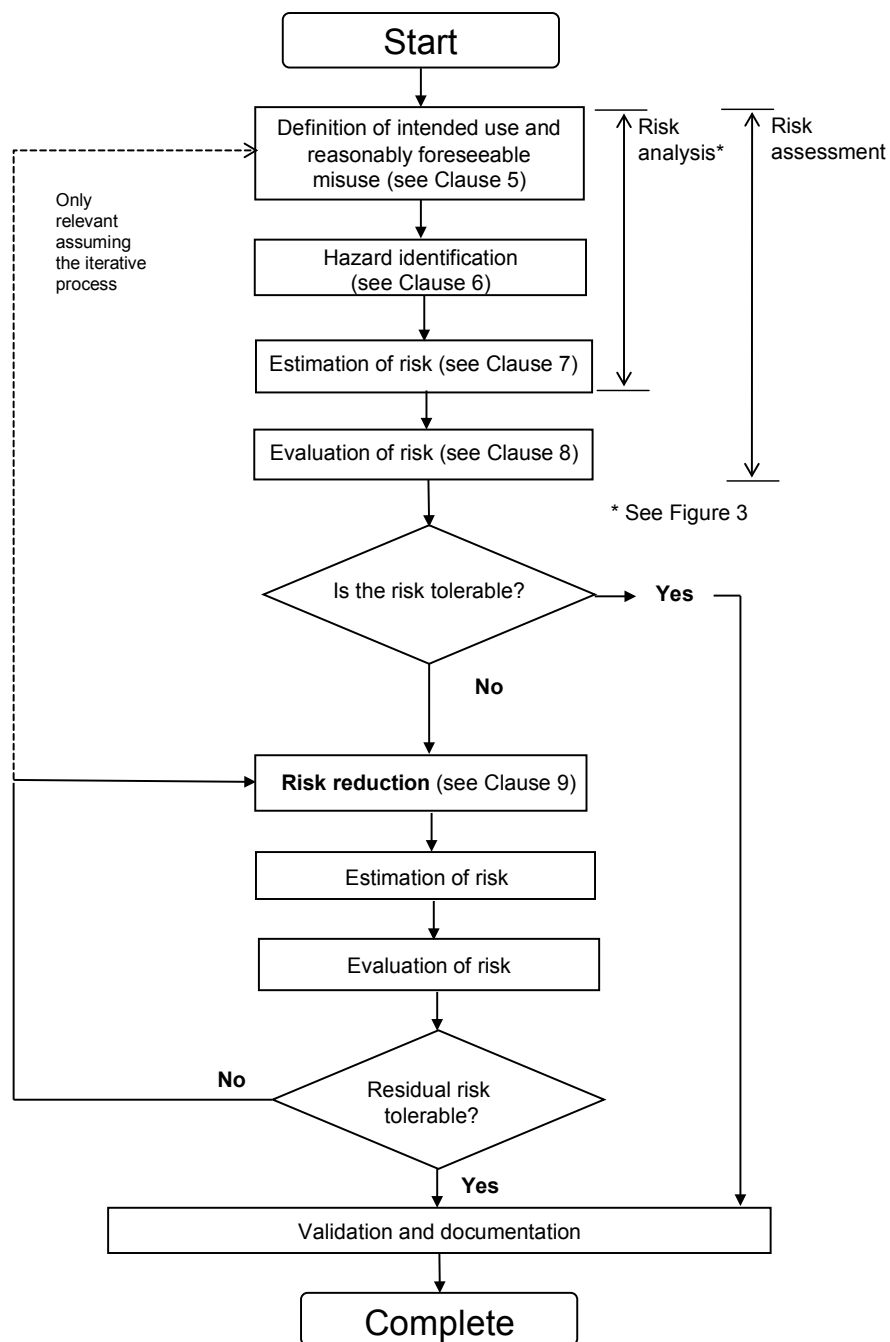 Start
Definition of intended use and
reasonably foreseeable
misuse (see Clause 5)
Risk
analysis*
Risk
assessment
Only
relevant
assuming
the iterative
process
Hazard identification
(see Clause 6)
Estimation of risk (see Clause 7)
Evaluation of risk (see Clause 8)
* See Figure 3
Is the risk tolerable?
Yes
No
Risk reduction (see Clause 9)
Estimation of risk
Evaluation of risk
No
Residual risk
tolerable?
Yes
Validation and documentation
Complete